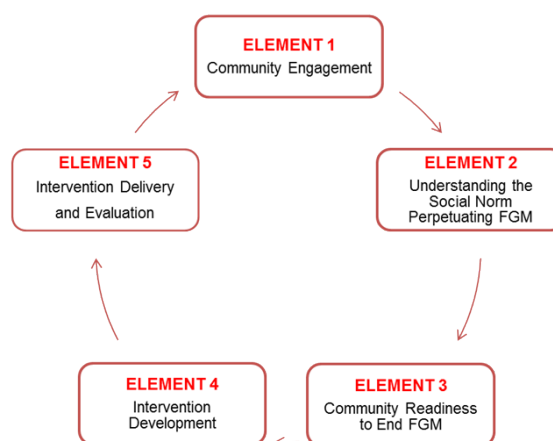 ELEMENT 1
Community Engagement
ELEMENT 2
Understanding the
Social Norm
Perpetuating FGM
ELEMENT 3
Community Readiness
to End FGM
ELEMENT 4
Intervention
Development
ELEMENT 5
Intervention Delivery
and Evaluation